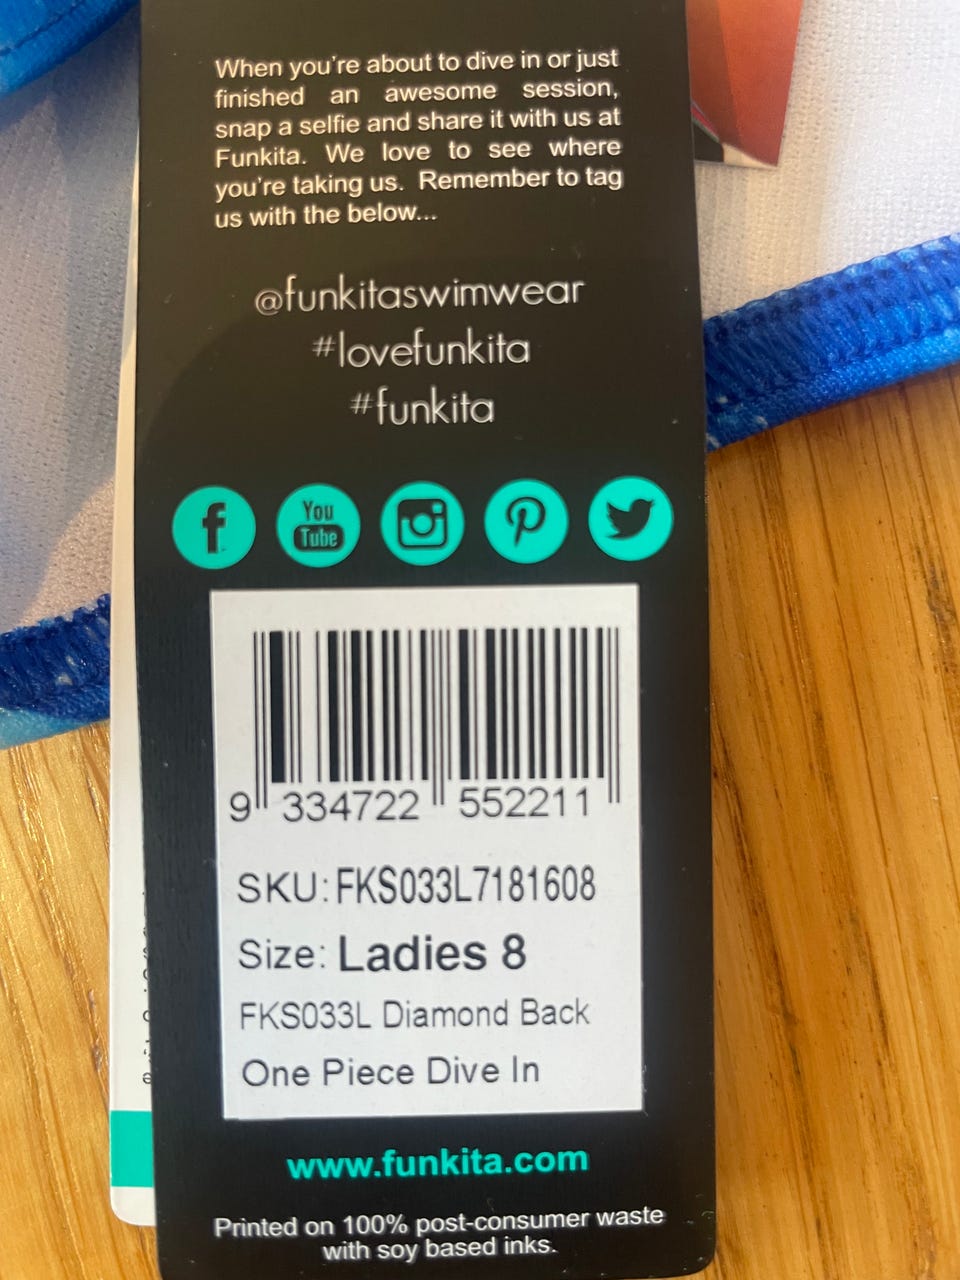 When you're about to dive in or just
finished an awesome session,
snap a selfie and share it with us at
Funkita. We love to see where
you're taking us. Remember to tag
us with the below...
@funkitaswimwear
#lovefunkita
#funkita
f You Tube
9 334722 552211
SKU: FKS033L7181608
Size: Ladies 8
FKS033L Diamond Back
One Piece Dive In
www.funkita.com
Printed on 100% post-consumer waste
with soy based inks.